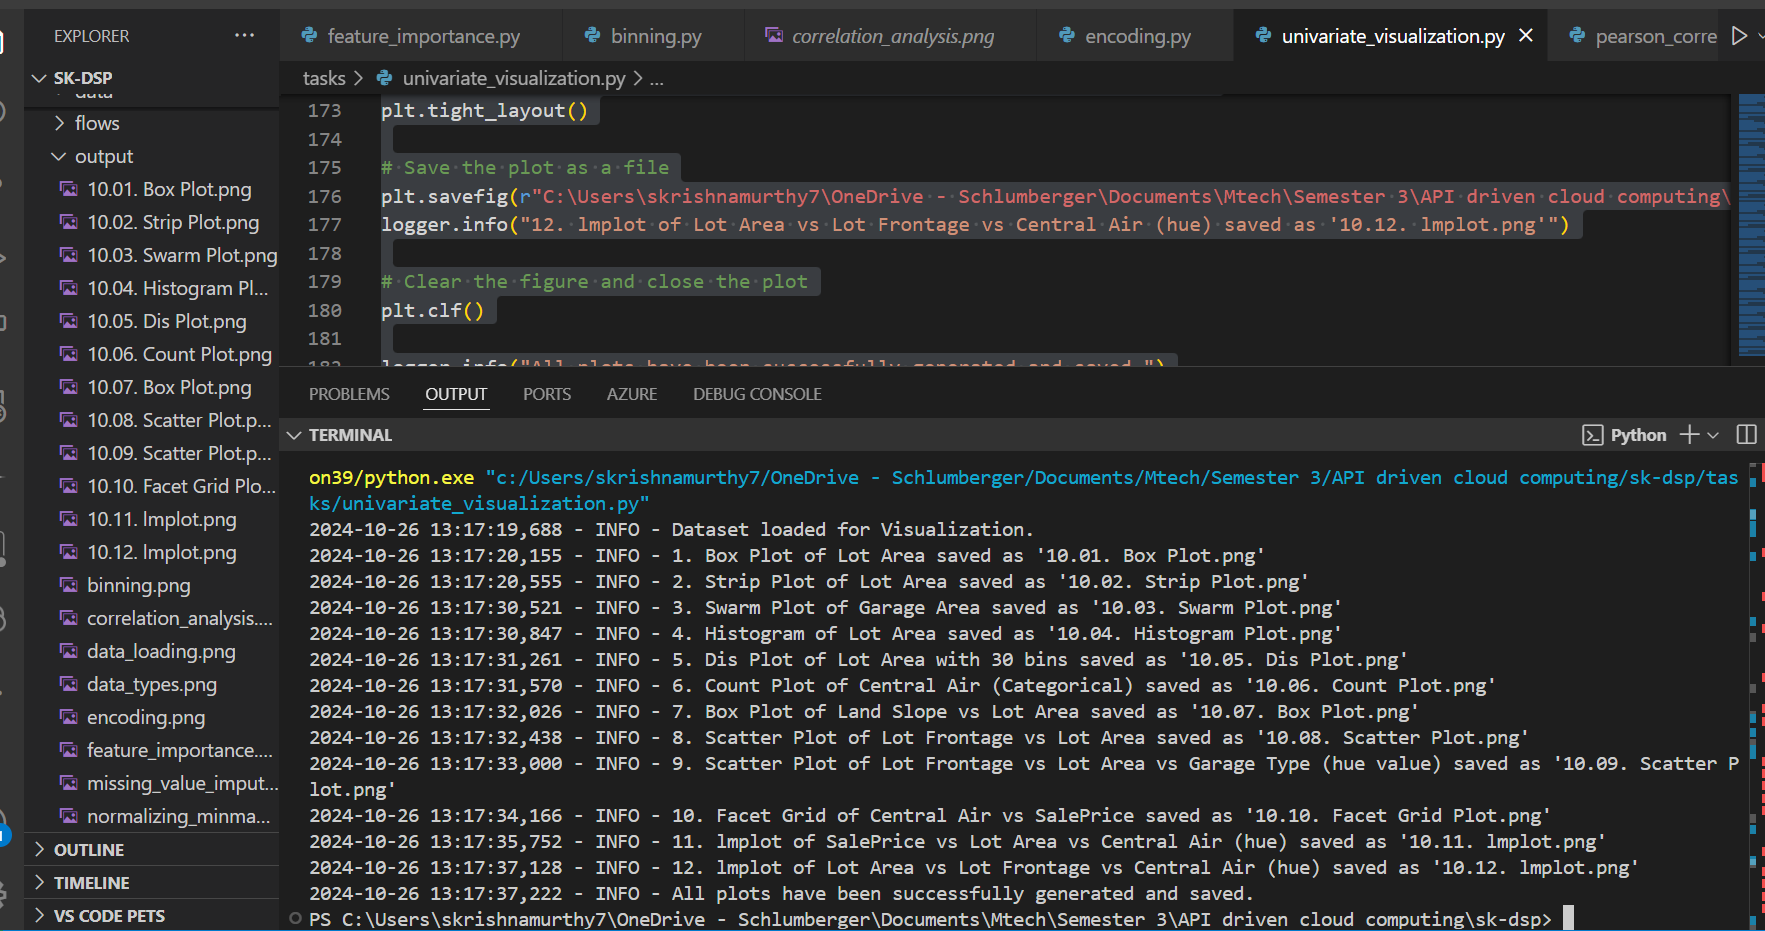 EXPLORER
SK-DSP
data
flows
output
10.01. Box Plot.png
10.02. Strip Plot.png
10.03. Swarm Plot.png
10.04. Histogram Pl...
10.05. Dis Plot.png
10.06. Count Plot.png
10.07. Box Plot.png
10.08. Scatter Plot.p...
10.09. Scatter Plot.p...
10.10. Facet Grid Plo...
10.11. lmplot.png
10.12. lmplot.png
binning.png
correlation_analysis....
data_loading.png
data_types.png
encoding.png
feature_importance....
missing_value_imput...
normalizing_minma...
OUTLINE
TIMELINE
VS CODE PETS
feature_importance.py
binning.py
correlation_analysis.png
encoding.py
univariate_visualization.py
pearson_corre
tasks > univariate_visualization.py > ...
173 plt.tight_layout()
174
175 # Save the plot as a file
176 plt.savefig(r"C:\Users\skrishnamurthy7\OneDrive - Schlumberger\Documents\Mtech\Semester 3\API driven cloud computing\
177 logger.info("12. lmplot of Lot Area vs Lot Frontage vs Central Air (hue) saved as '10.12. lmplot.png'")
178
179 # Clear the figure and close the plot
180 plt.clf()
181
182 logger.info("All plots have been successfully generated and saved.")
PROBLEMS OUTPUT PORTS AZURE DEBUG CONSOLE
TERMINAL
Python
on39/python.exe "c:/Users/skrishnamurthy7/OneDrive - Schlumberger/Documents/Mtech/Semester 3/API driven cloud computing/sk-dsp/tas
ks/univariate_visualization.py"
2024-10-26 13:17:19,688 - INFO - Dataset loaded for Visualization.
2024-10-26 13:17:20,155 - INFO - 1. Box Plot of Lot Area saved as '10.01. Box Plot.png'
2024-10-26 13:17:20,555 - INFO - 2. Strip Plot of Lot Area saved as '10.02. Strip Plot.png'
2024-10-26 13:17:30,521 - INFO - 3. Swarm Plot of Garage Area saved as '10.03. Swarm Plot.png'
2024-10-26 13:17:30,847 - INFO - 4. Histogram of Lot Area saved as '10.04. Histogram Plot.png'
2024-10-26 13:17:31,261 - INFO - 5. Dis Plot of Lot Area with 30 bins saved as '10.05. Dis Plot.png'
2024-10-26 13:17:31,570 - INFO - 6. Count Plot of Central Air (Categorical) saved as '10.06. Count Plot.png'
2024-10-26 13:17:32,026 - INFO - 7. Box Plot of Land Slope vs Lot Area saved as '10.07. Box Plot.png'
2024-10-26 13:17:32,438 - INFO - 8. Scatter Plot of Lot Frontage vs Lot Area saved as '10.08. Scatter Plot.png'
2024-10-26 13:17:33,000 - INFO - 9. Scatter Plot of Lot Frontage vs Lot Area vs Garage Type (hue value) saved as '10.09. Scatter P
lot.png'
2024-10-26 13:17:34,166 - INFO - 10. Facet Grid of Central Air vs SalePrice saved as '10.10. Facet Grid Plot.png'
2024-10-26 13:17:35,752 - INFO - 11. lmplot of SalePrice vs Lot Area vs Central Air (hue) saved as '10.11. lmplot.png'
2024-10-26 13:17:37,128 - INFO - 12. lmplot of Lot Area vs Lot Frontage vs Central Air (hue) saved as '10.12. lmplot.png'
2024-10-26 13:17:37,222 - INFO - All plots have been successfully generated and saved.
PS C:\Users\skrishnamurthy7\OneDrive - Schlumberger\Documents\Mtech\Semester 3\API driven cloud computing\sk-dsp>